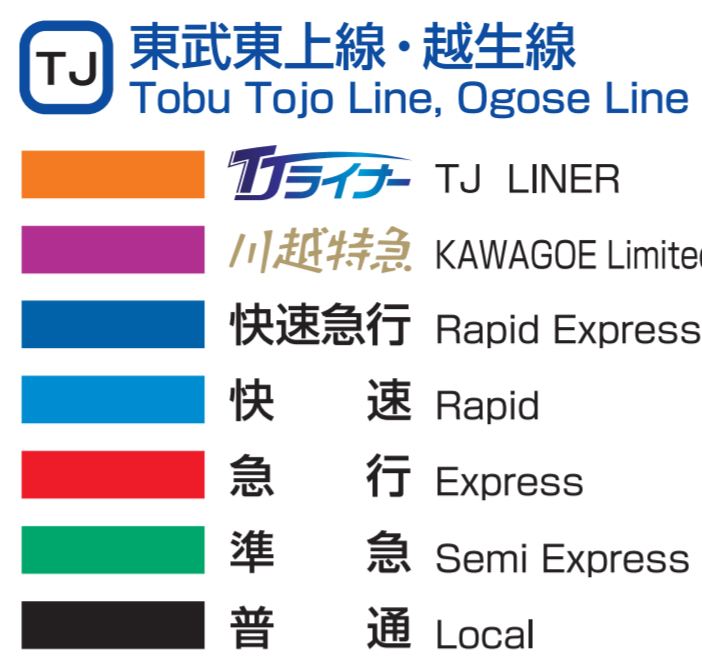 TJ 東武東上線・越生線
Tobu Tojo Line, Ogose Line
TJライナー TJ LINER
川越特急 KAWAGOE Limited
快速急行 Rapid Express
快速 Rapid
急行 Express
準急 Semi Express
普通 Local